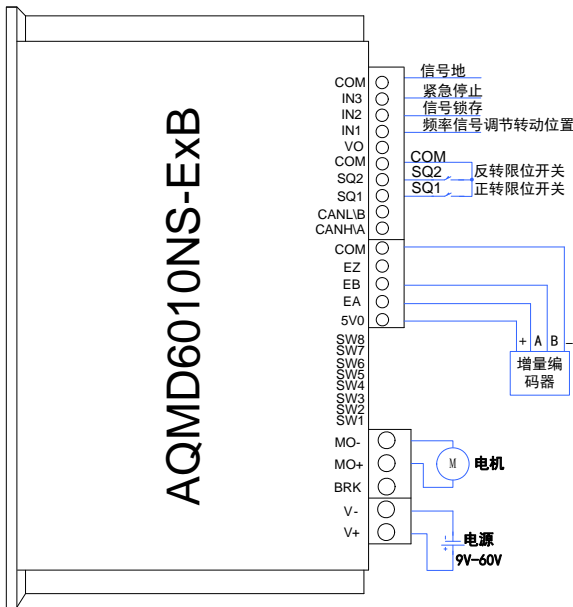 AQMD6010NS-ExB
COM 信号地
IN3 紧急停止
IN2 信号锁存
IN1 频率信号调节转动位置
VO
COM COM
SQ2 SQ2 反转限位开关
SQ1 SQ1 正转限位开关
CANL\B
CANH\A
COM
EZ
EB
EA
5V0
+ A B -
增量编
码器
SW8
SW7
SW6
SW5
SW4
SW3
SW2
SW1
MO-
MO+ M 电机
BRK
V-
V+ - + 电源
9V-60V